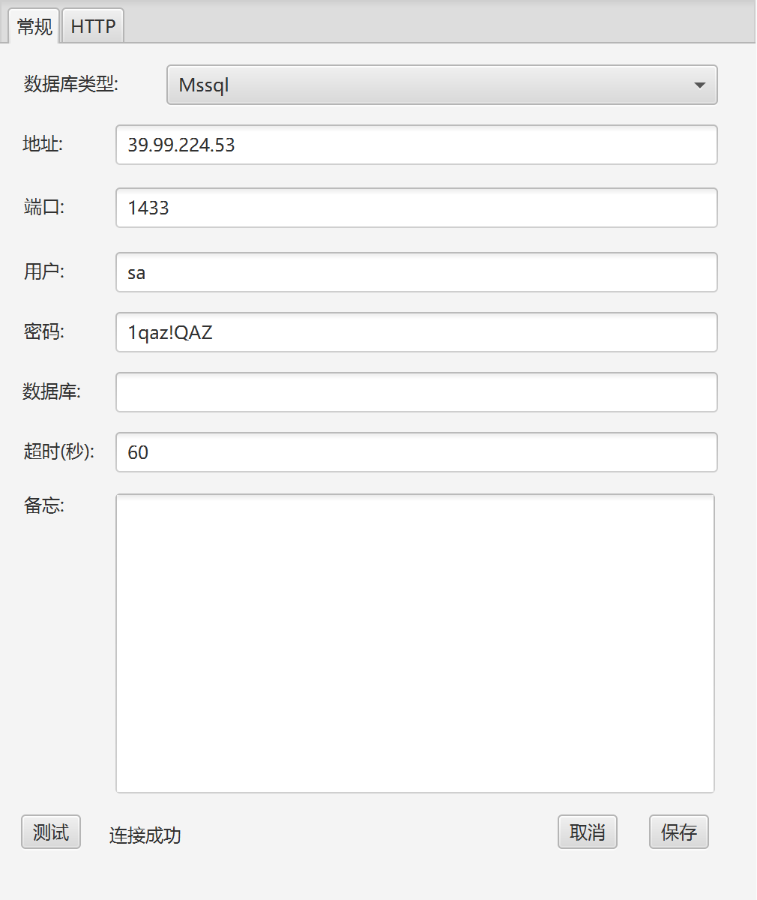 常规 HTTP
数据库类型: Mssql
地址: 39.99.224.53
端口: 1433
用户: sa
密码: 1qaz!QAZ
数据库:
超时(秒): 60
备忘:
测试 连接成功 取消 保存